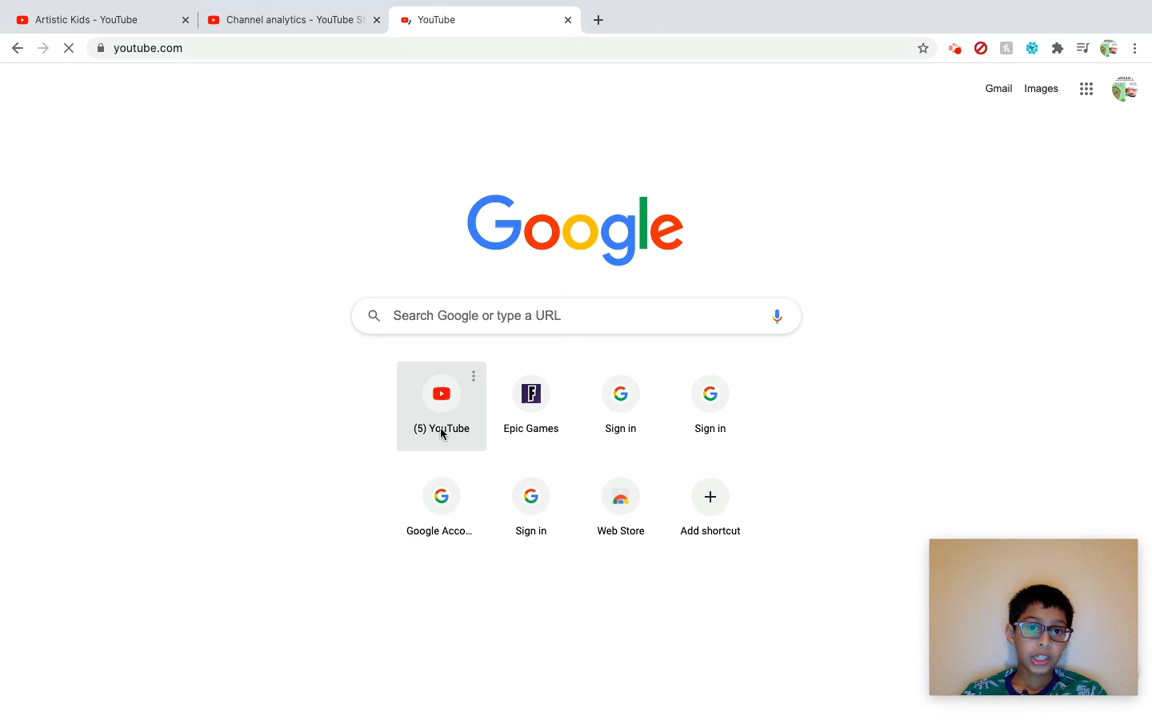 Artistic Kids - YouTube
Channel analytics - YouTube St
YouTube
youtube.com
Gmail Images
Google
Search Google or type a URL
(5) YouTube Epic Games Sign in Sign in
Google Acco... Sign in Web Store Add shortcut